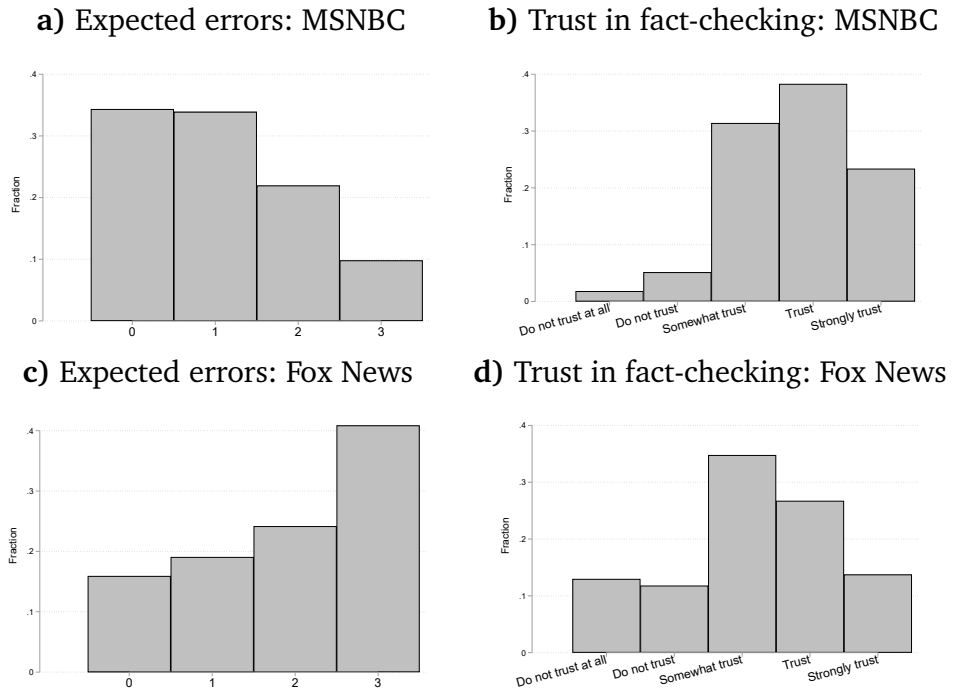 a) Expected errors: MSNBC
b) Trust in fact-checking: MSNBC
.4
.3
.2
.1
0
Fraction
0 1 2 3
.4
.3
.2
.1
0
Fraction
Do not trust at all Do not trust Somewhat trust Trust Strongly trust
c) Expected errors: Fox News
d) Trust in fact-checking: Fox News
.4
.3
.2
.1
0
Fraction
0 1 2 3
.4
.3
.2
.1
0
Fraction
Do not trust at all Do not trust Somewhat trust Trust Strongly trust